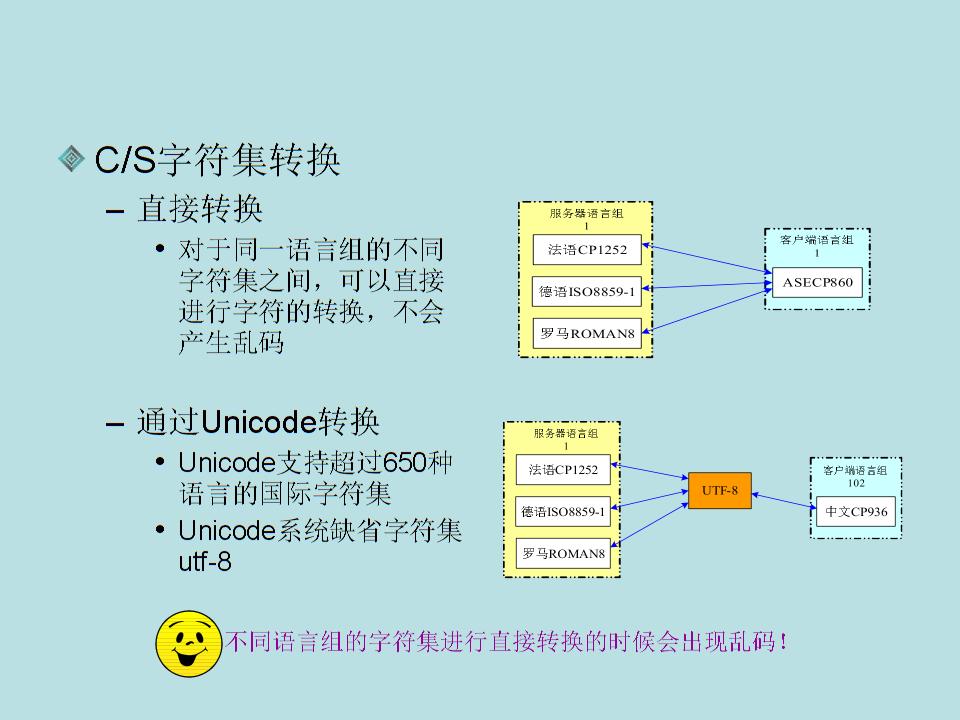 C/S字符集转换
– 直接转换
• 对于同一语言组的不同
字符集之间，可以直接
进行字符的转换，不会
产生乱码
– 通过Unicode转换
• Unicode支持超过650种
语言的国际字符集
• Unicode系统缺省字符集
utf-8
服务器语言组
1
法语CP1252
德语ISO8859-1
罗马ROMAN8
客户端语言组
1
ASECP860
服务器语言组
1
法语CP1252
德语ISO8859-1
罗马ROMAN8
UTF-8
客户端语言组
102
中文CP936
不同语言组的字符集进行直接转换的时候会出现乱码！